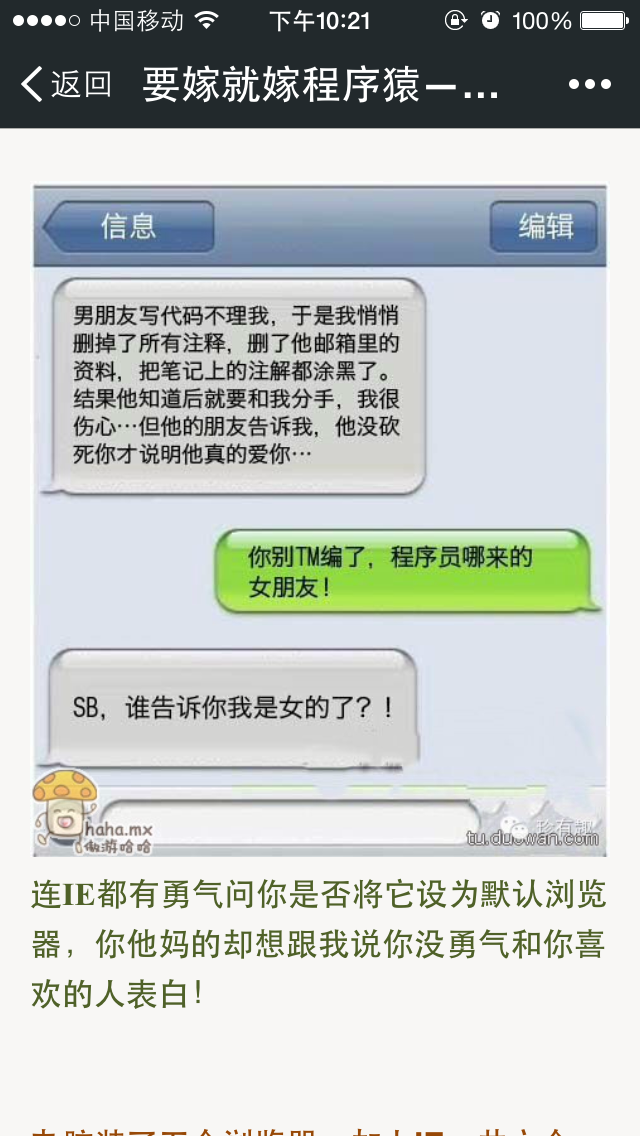 中国移动 下午10:21 100%
返回 要嫁就嫁程序猿—...
信息 编辑
男朋友写代码不理我，于是我悄悄
删掉了所有注释，删了他邮箱里的
资料，把笔记上的注解都涂黑了。
结果他知道后就要和我分手，我很
伤心…但他的朋友告诉我，他没砍
死你才说明他真的爱你…
你别TM编了，程序员哪来的
女朋友！
SB，谁告诉你我是女的了？！
haha.mx
傲游哈哈
tu.duowan.com
连IE都有勇气问你是否将它设为默认浏览
器，你他妈的却想跟我说你没勇气和你喜
欢的人表白！